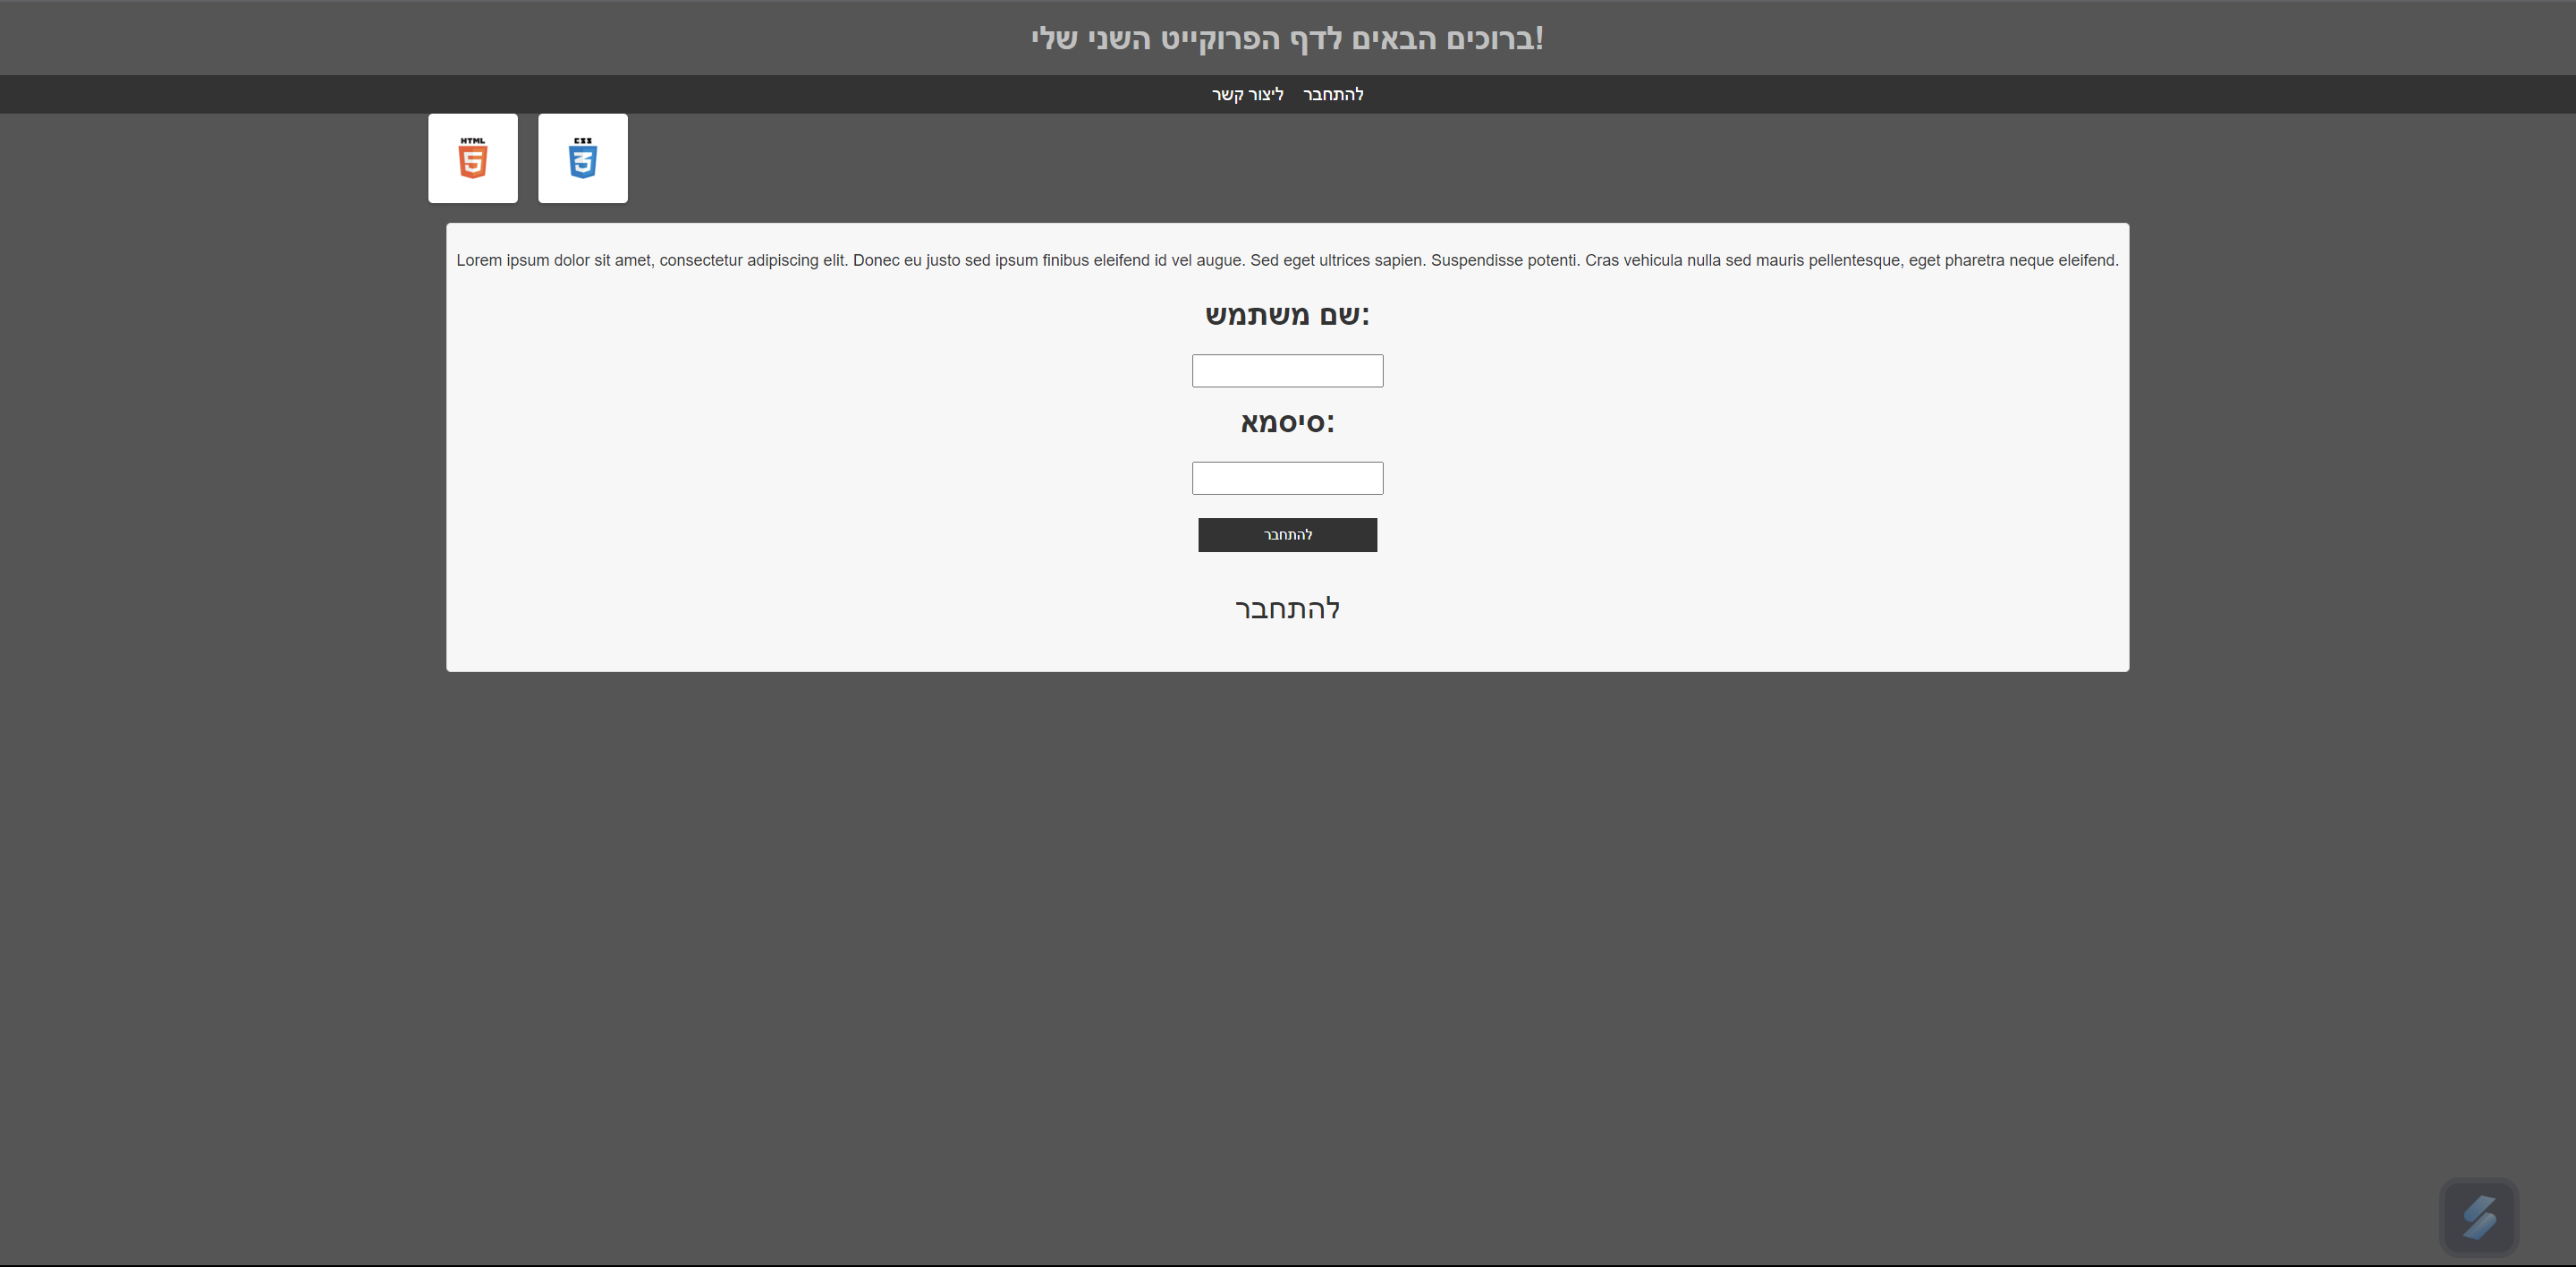 ברוכים הבאים לדף הפרוקייט השני שלי!
להתחבר ליצור קשר
HTML 5 CSS 3
Lorem ipsum dolor sit amet, consectetur adipiscing elit. Donec eu justo sed ipsum finibus eleifend id vel augue. Sed eget ultrices sapien. Suspendisse potenti. Cras vehicula nulla sed mauris pellentesque, eget pharetra neque eleifend.
שם משתמש:
סיסמא:
להתחבר
להתחבר